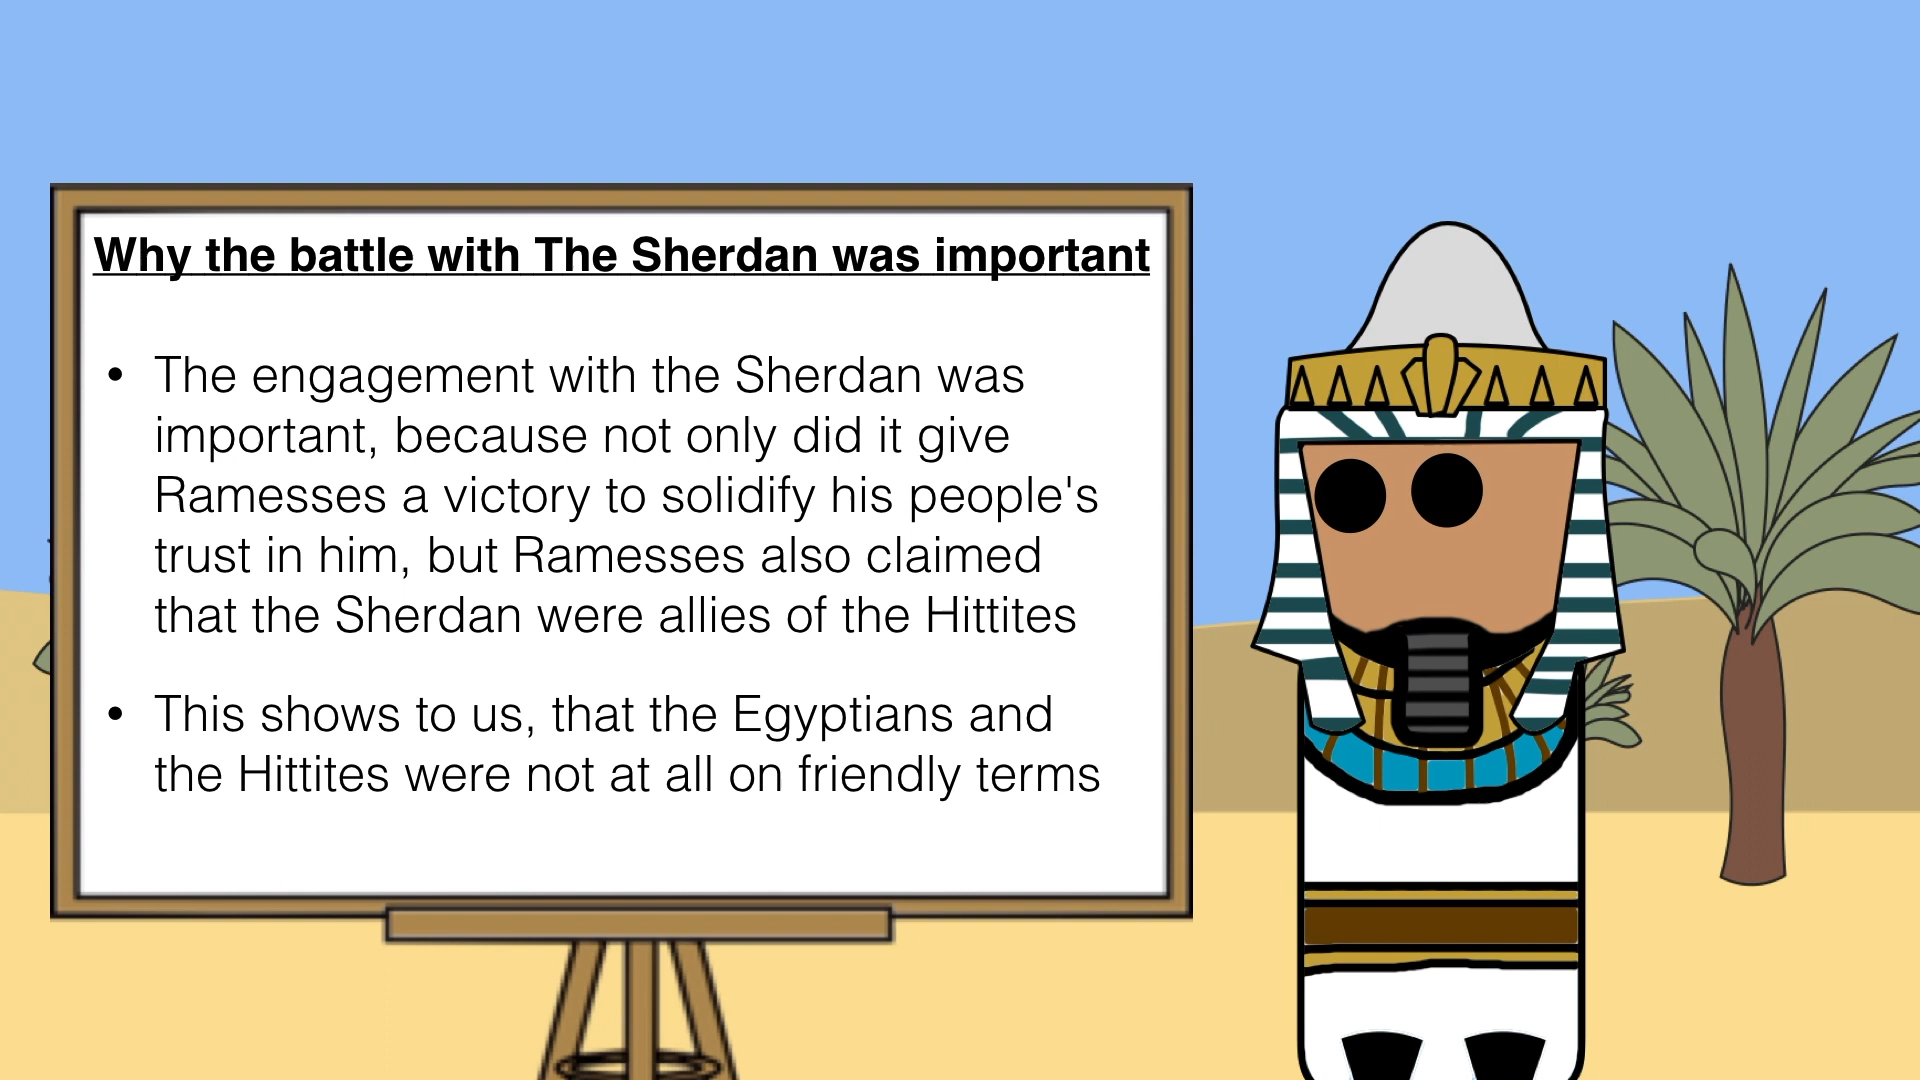 Why the battle with The Sherdan was important
• The engagement with the Sherdan was
important, because not only did it give
Ramesses a victory to solidify his people's
trust in him, but Ramesses also claimed
that the Sherdan were allies of the Hittites
• This shows to us, that the Egyptians and
the Hittites were not at all on friendly terms